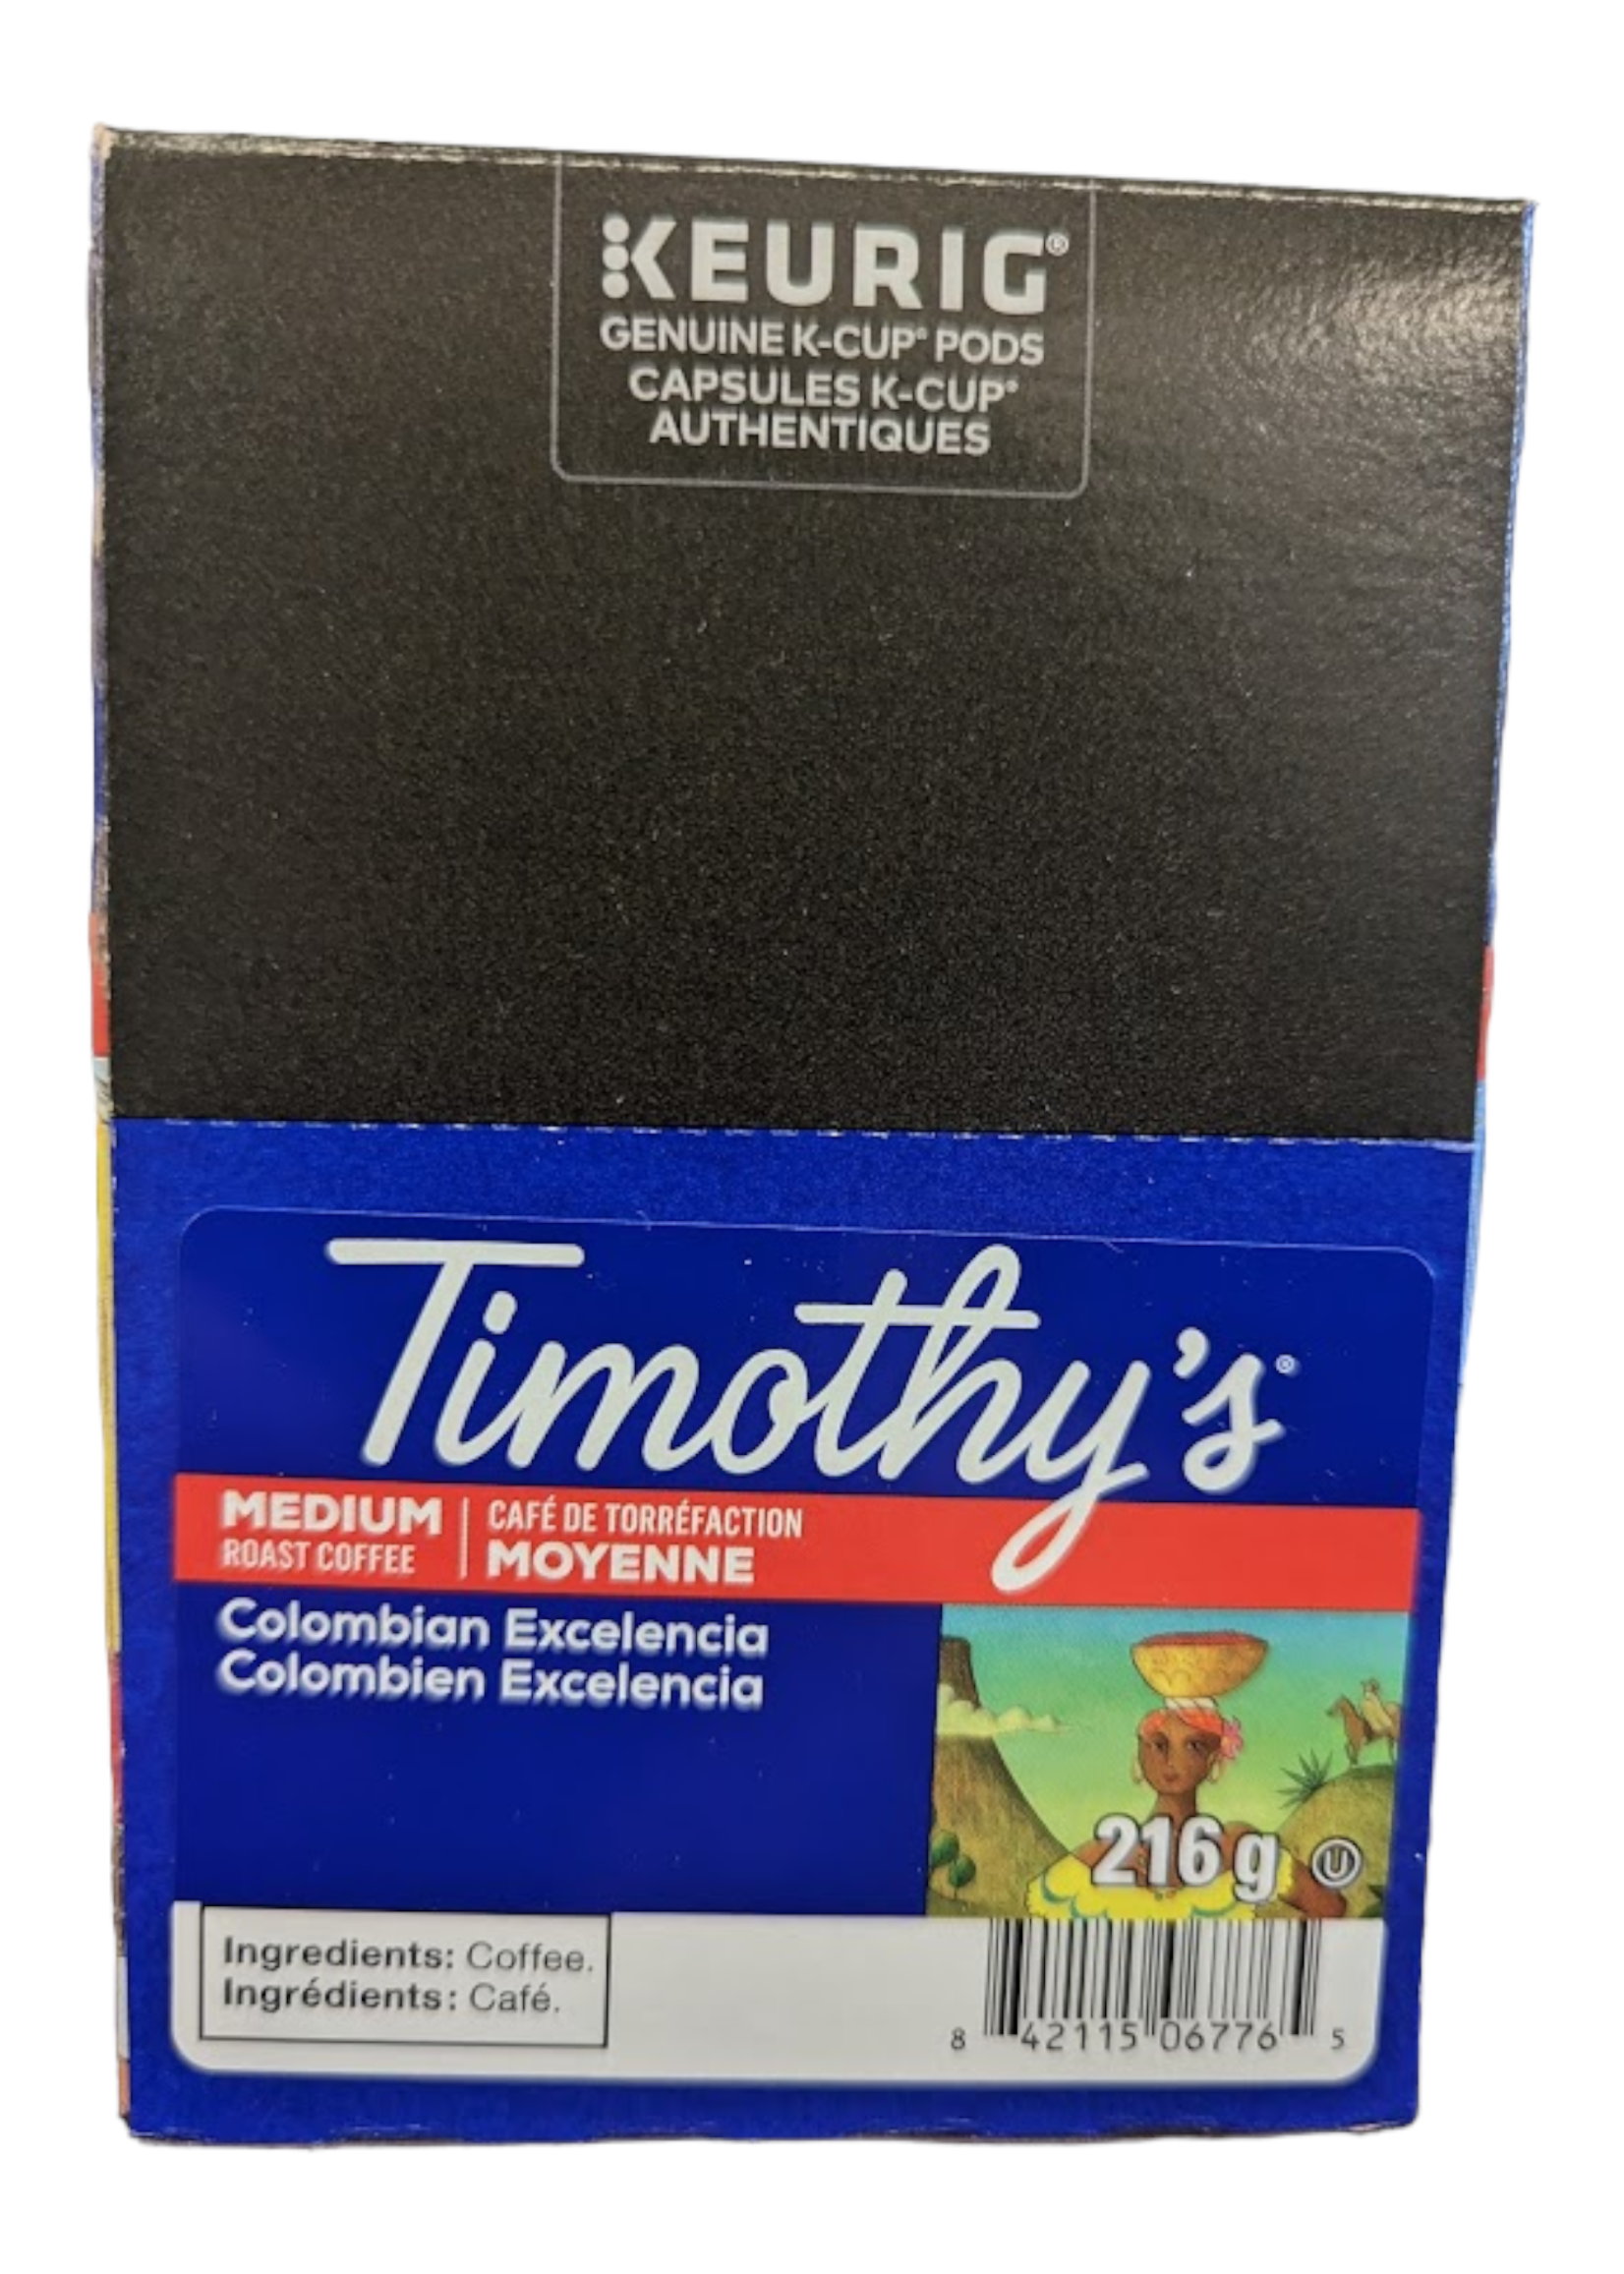 KEURIG®
GENUINE K-CUP® PODS
CAPSULES K-CUP®
AUTHENTIQUES
Timothy's®
MEDIUM
ROAST COFFEE
CAFÉ DE TORRÉFACTION
MOYENNE
Colombian Excelencia
Colombien Excelencia
216 g U
Ingredients: Coffee.
Ingrédients: Café.
8 42115 06776 5